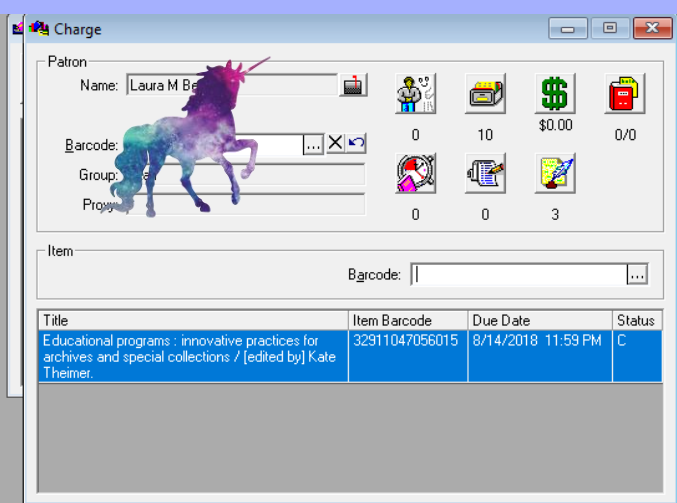 Charge
Patron
Name: Laura M
0
10
$0.00
0/0
Barcode:
Group:
0
0
3
Item
Barcode:
Title Item Barcode Due Date Status
Educational programs : innovative practices for 32911047056015 8/14/2018 11:59 PM C
archives and special collections / [edited by] Kate
Theimer.